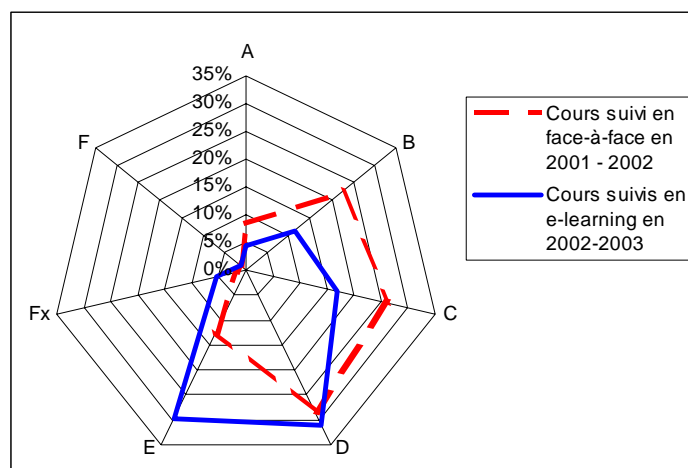 A
35%
30%
25%
20%
15%
10%
5%
0%
B
C
D
E
Fx
F
Cours suivi en
face-à-face en
2001 - 2002
Cours suivis en
e-learning en
2002-2003